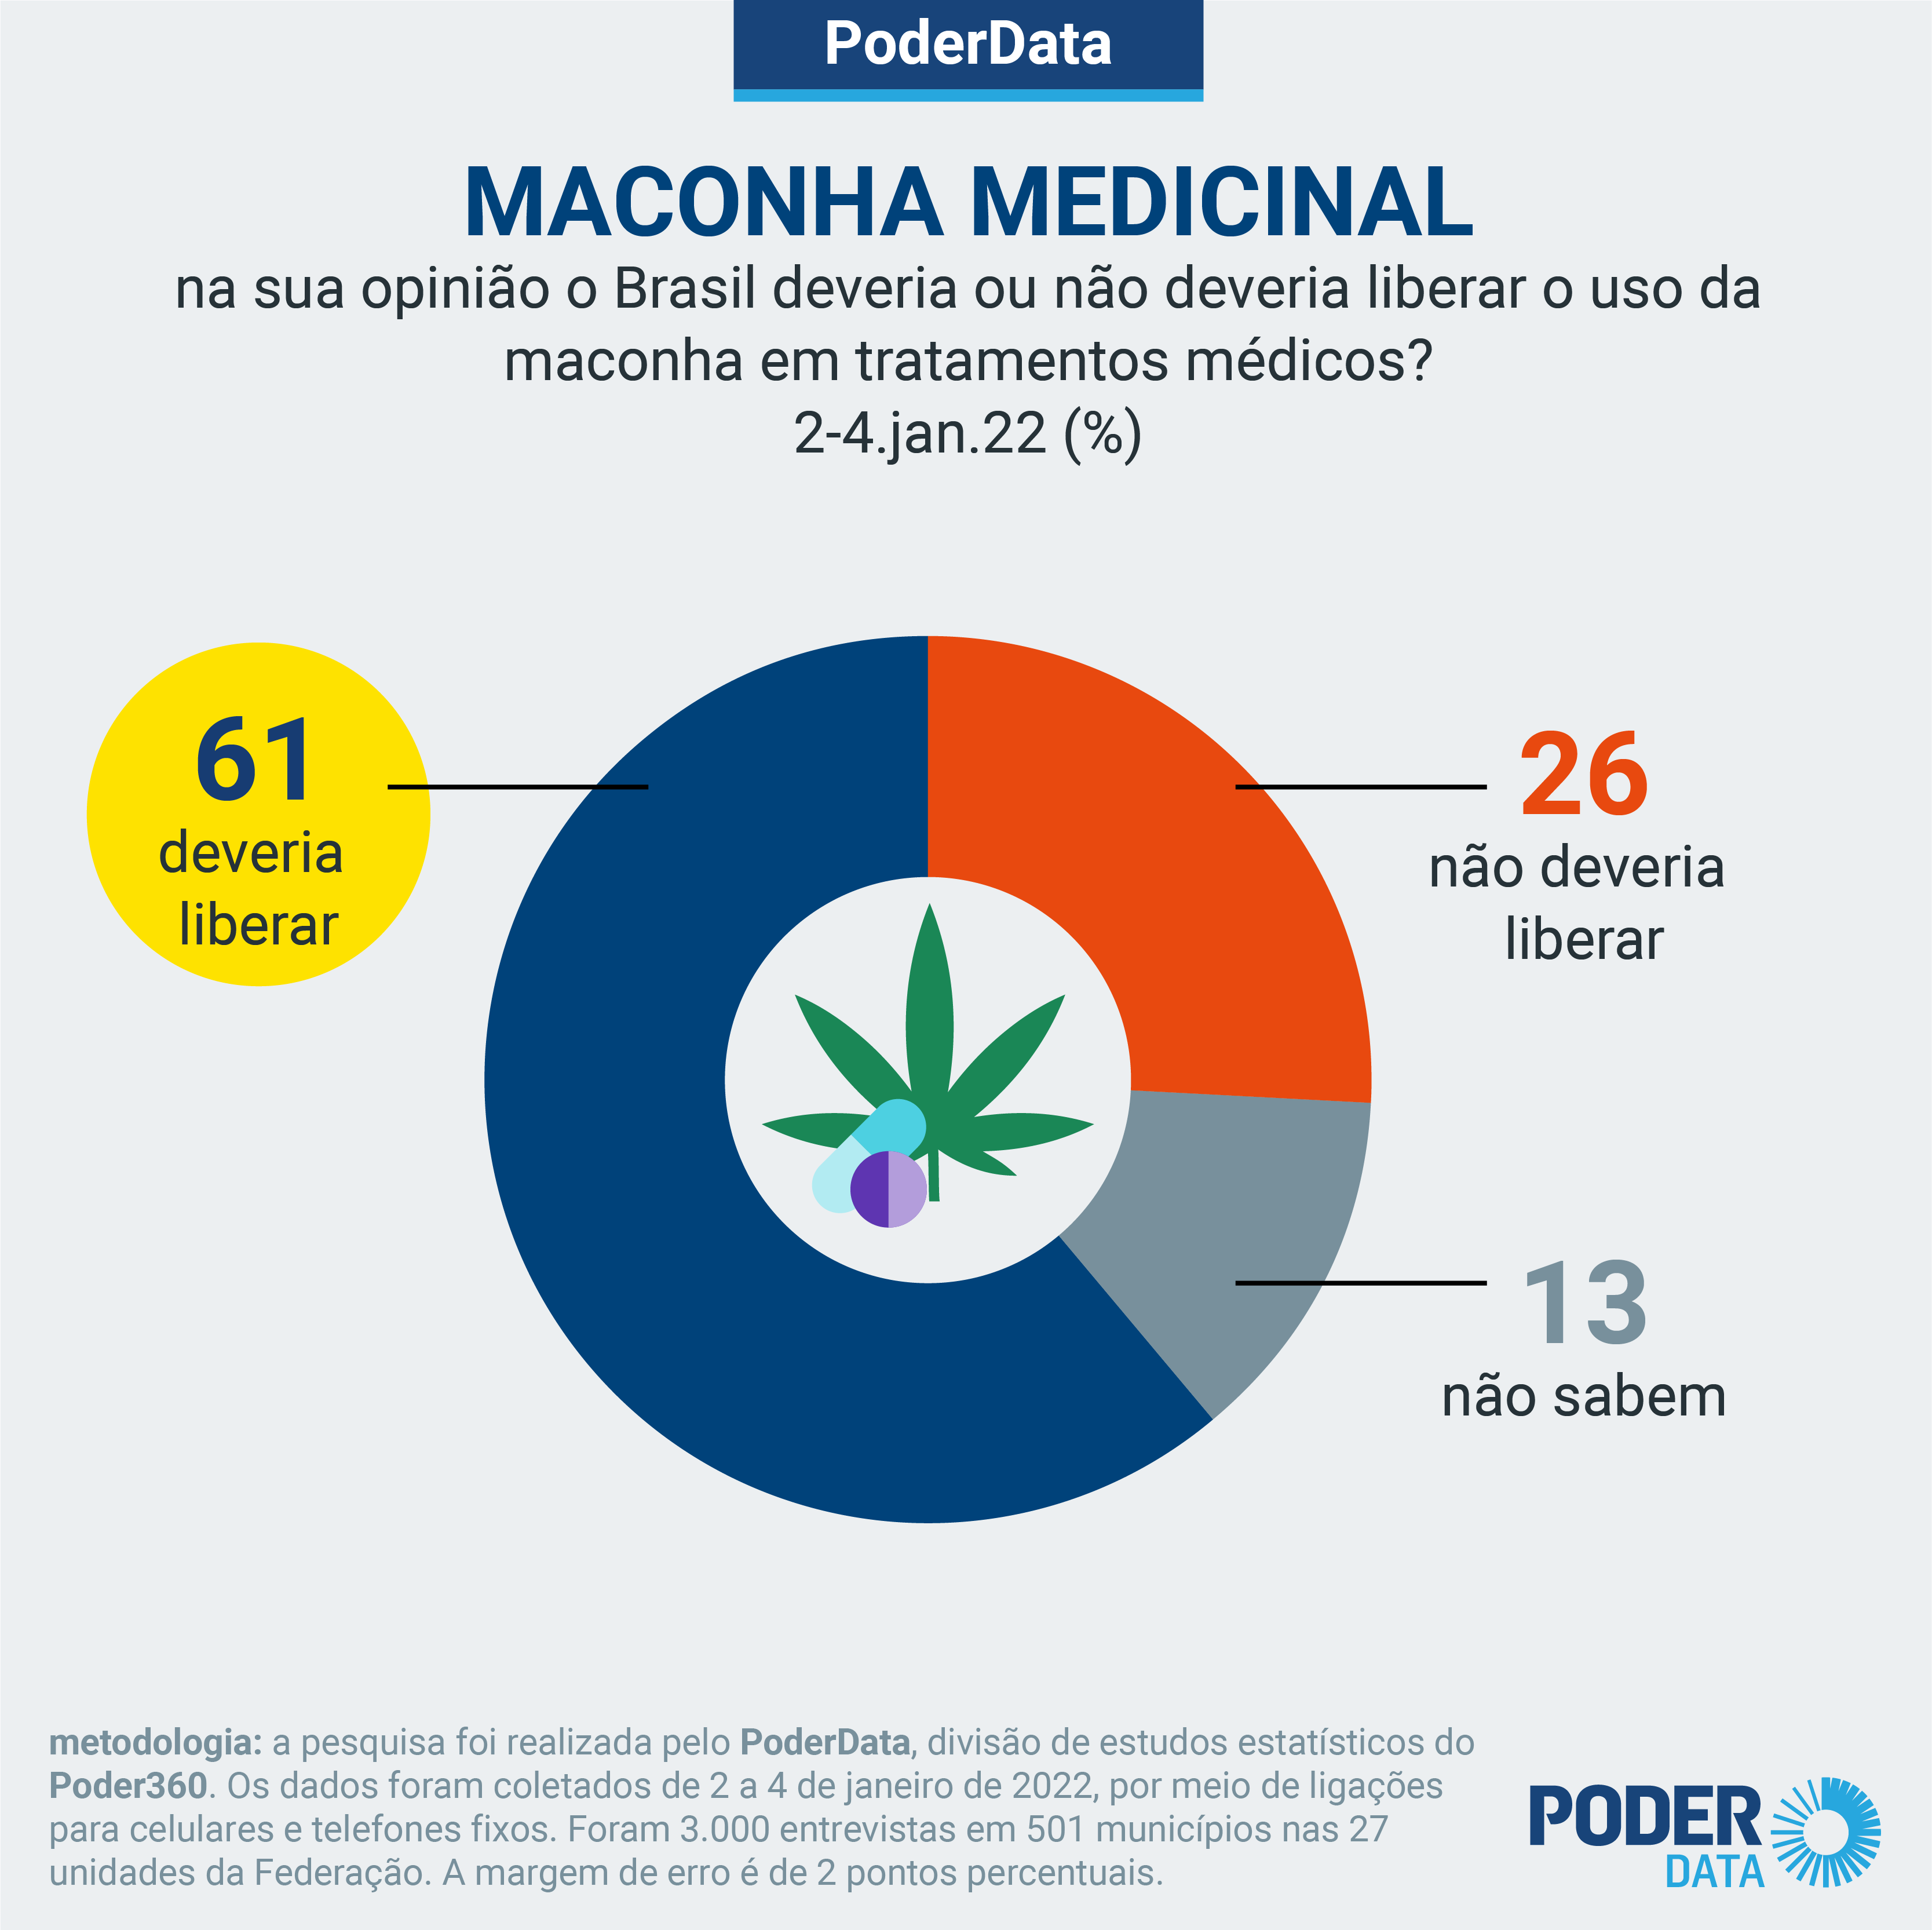 PoderData
MACONHA MEDICINAL
na sua opinião o Brasil deveria ou não deveria liberar o uso da
maconha em tratamentos médicos?
2-4.jan.22 (%)
61
deveria
liberar
26
não deveria
liberar
13
não sabem
metodologia: a pesquisa foi realizada pelo PoderData, divisão de estudos estatísticos do
Poder360. Os dados foram coletados de 2 a 4 de janeiro de 2022, por meio de ligações
para celulares e telefones fixos. Foram 3.000 entrevistas em 501 municípios nas 27
unidades da Federação. A margem de erro é de 2 pontos percentuais.
PODER
DATA